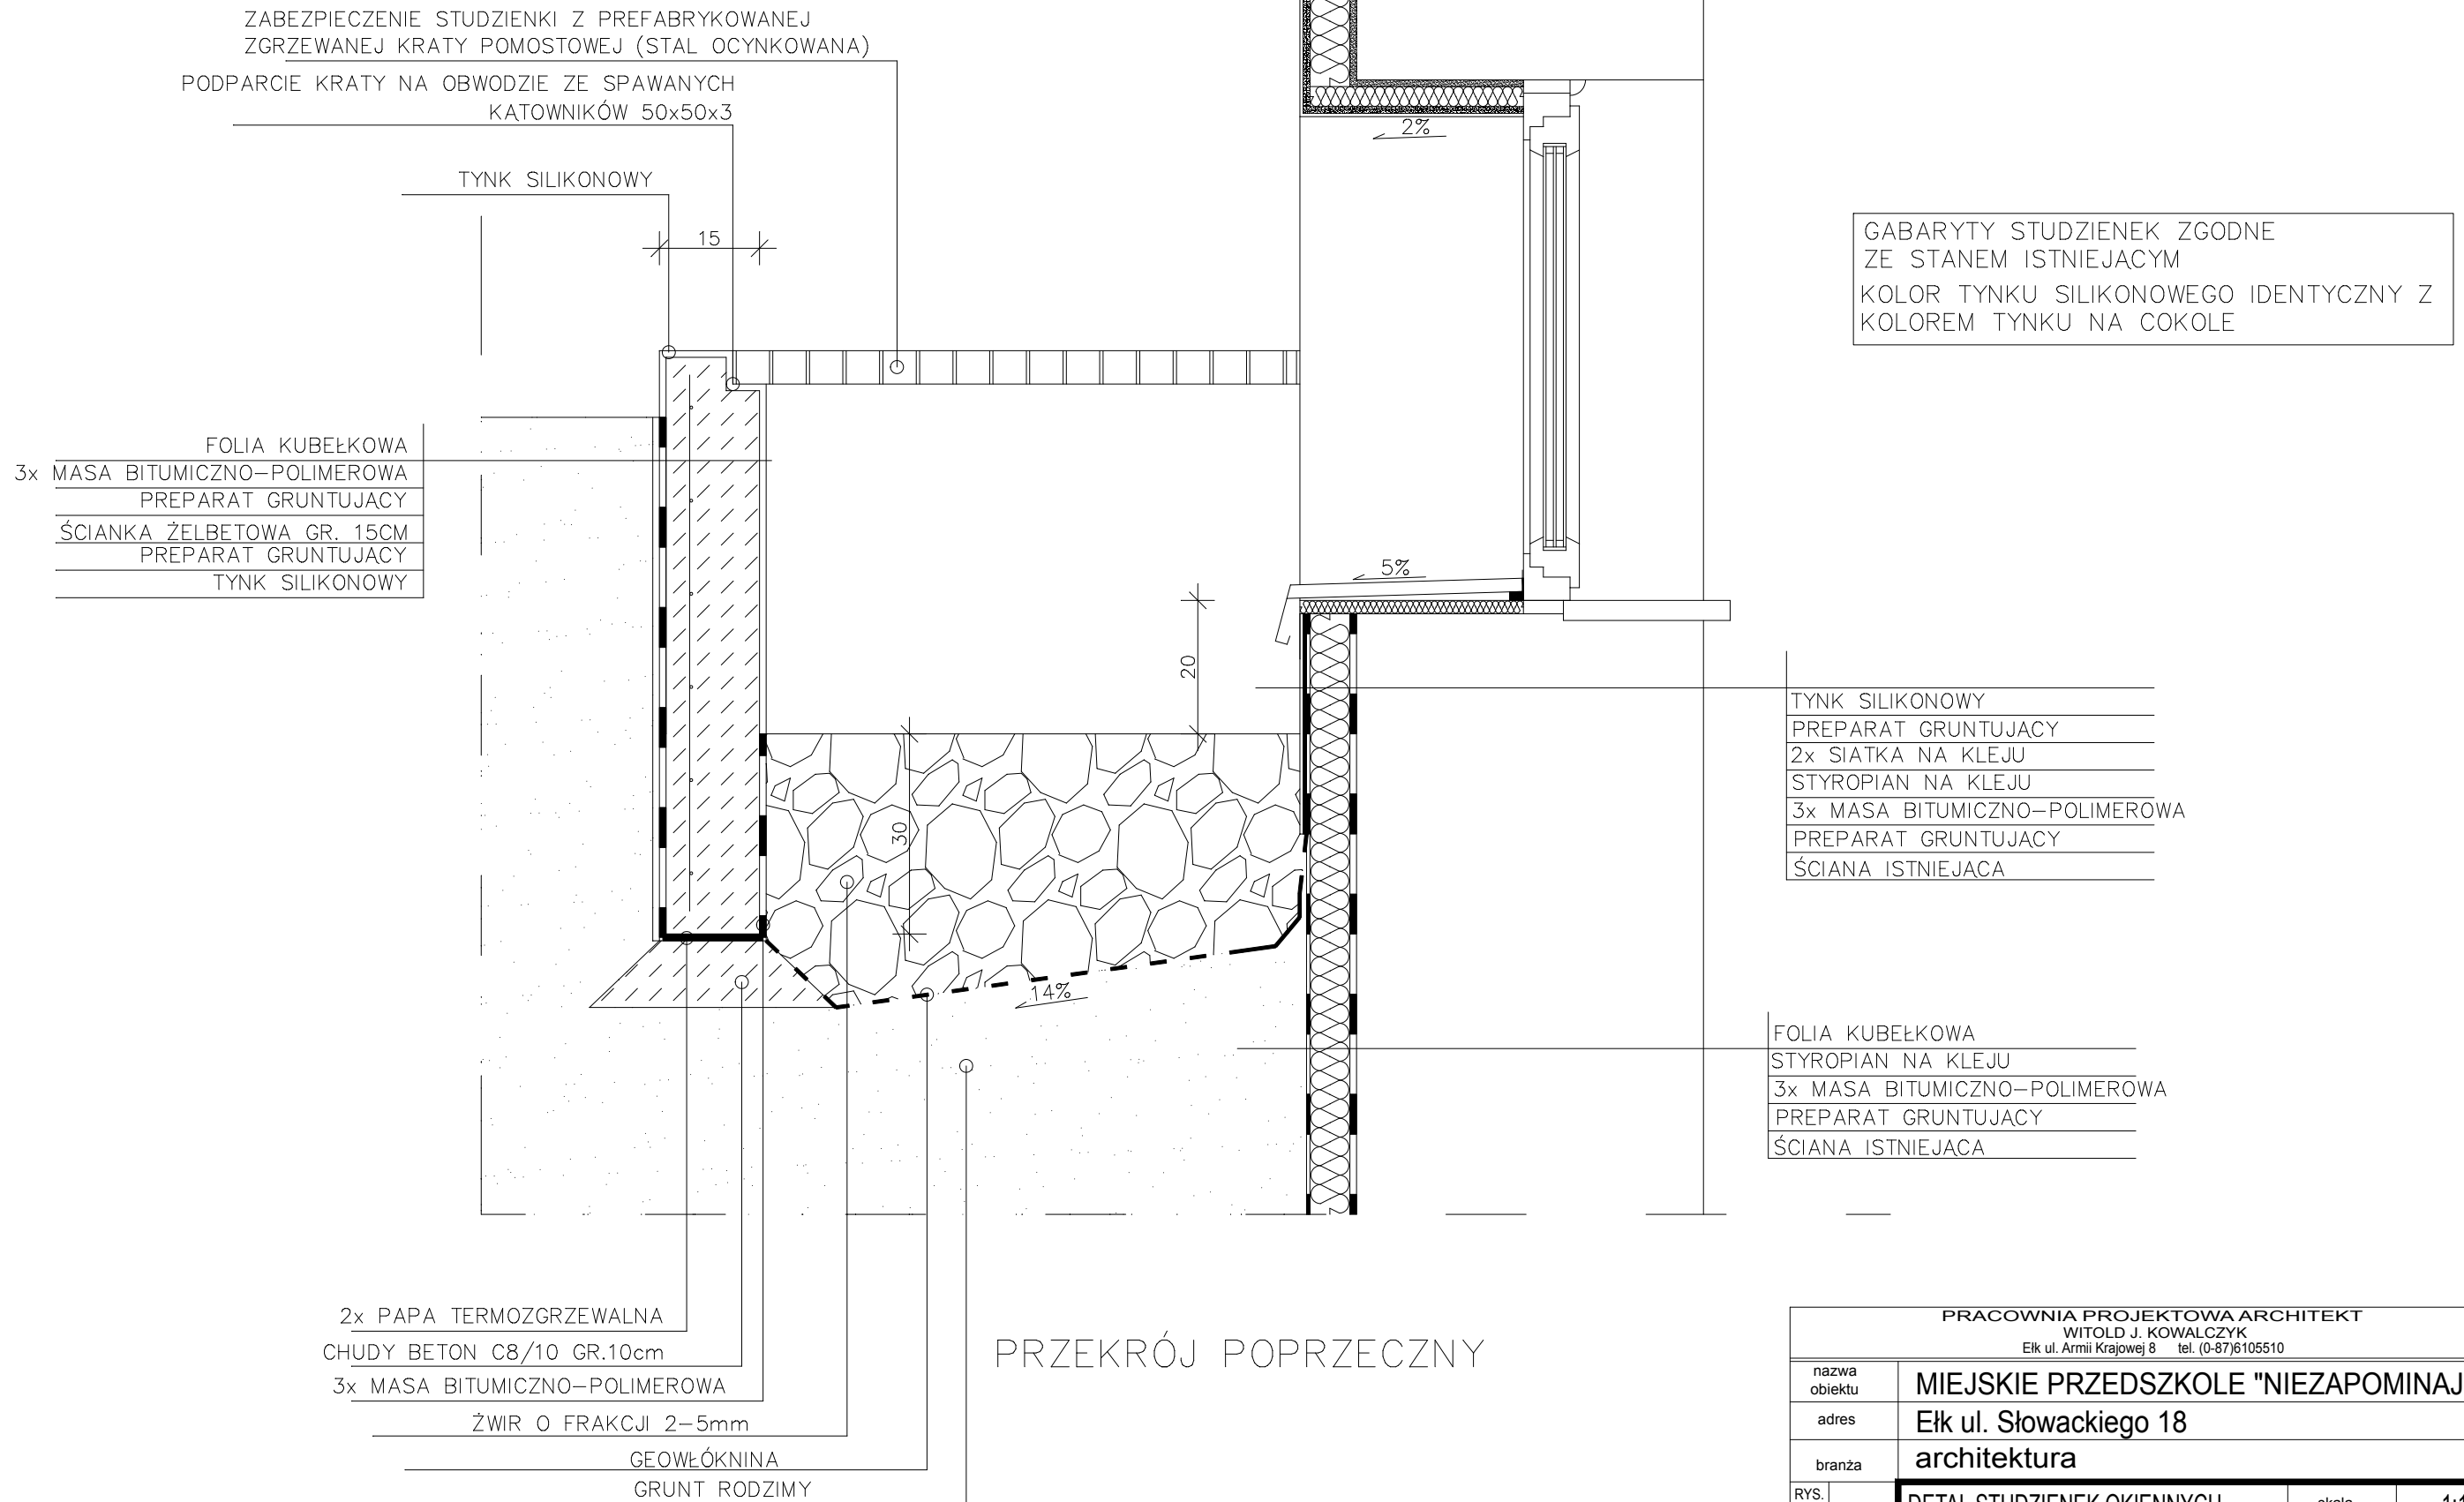 ZABEZPIECZENIE STUDZIENKI Z PREFABRYKOWANEJ
ZGRZEWANEJ KRATY POMOSTOWEJ (STAL OCYNKOWANA)
PODPARCIE KRATY NA OBWODZIE ZE SPAWANYCH
KĄTOWNIKÓW 50x50x3
TYNK SILIKONOWY
15
2%
GABARYTY STUDZIENEK ZGODNE
ZE STANEM ISTNIEJĄCYM
KOLOR TYNKU SILIKONOWEGO IDENTYCZNY Z
KOLOREM TYNKU NA COKOLE
FOLIA KUBEŁKOWA
3x MASA BITUMICZNO-POLIMEROWA
PREPARAT GRUNTUJĄCY
ŚCIANKA ŻELBETOWA GR. 15CM
PREPARAT GRUNTUJĄCY
TYNK SILIKONOWY
5%
20
30
14%
TYNK SILIKONOWY
PREPARAT GRUNTUJĄCY
2x SIATKA NA KLEJU
STYROPIAN NA KLEJU
3x MASA BITUMICZNO-POLIMEROWA
PREPARAT GRUNTUJĄCY
ŚCIANA ISTNIEJĄCA
FOLIA KUBEŁKOWA
STYROPIAN NA KLEJU
3x MASA BITUMICZNO-POLIMEROWA
PREPARAT GRUNTUJĄCY
ŚCIANA ISTNIEJĄCA
2x PAPA TERMOZGRZEWALNA
CHUDY BETON C8/10 GR.10cm
3x MASA BITUMICZNO-POLIMEROWA
ŻWIR O FRAKCJI 2-5mm
GEOWŁÓKNINA
GRUNT RODZIMY
PRZEKRÓJ POPRZECZNY
PRACOWNIA PROJEKTOWA ARCHITEKT
WITOLD J. KOWALCZYK
Ełk ul. Armii Krajowej 8 tel. (0-87)6105510
nazwa obiektu MIEJSKIE PRZEDSZKOLE "NIEZAPOMINAJ
adres Ełk ul. Słowackiego 18
branża architektura
RYS. DETAL STUDZIENEK OKIENNYCH skala